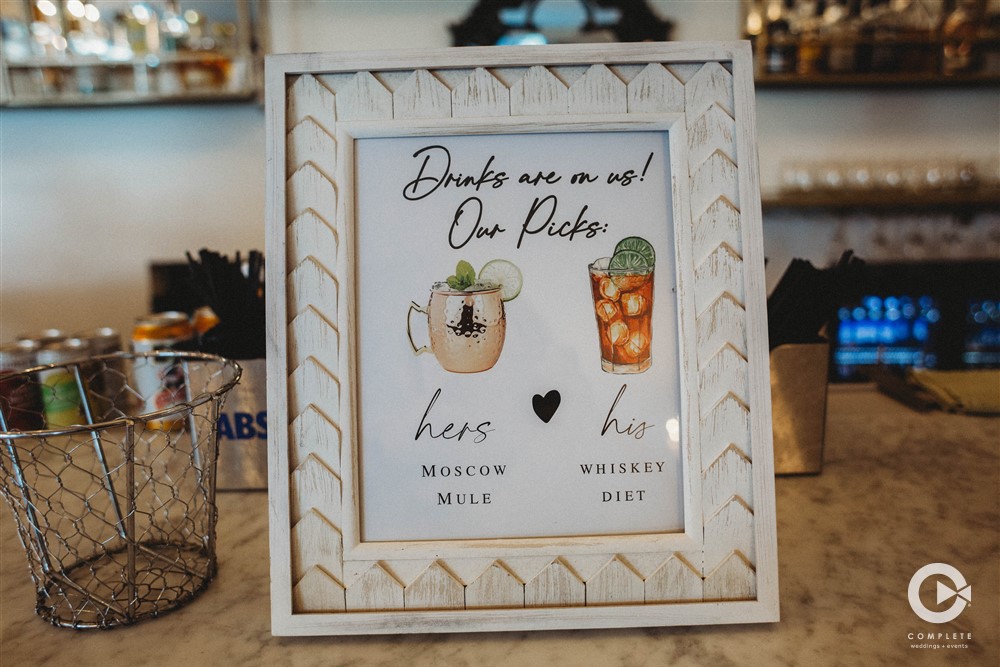 Drinks are on us!
Our Picks:
hers
his
MOSCOW
MULE
WHISKEY
DIET
ABS
COMPLETE
weddings + events